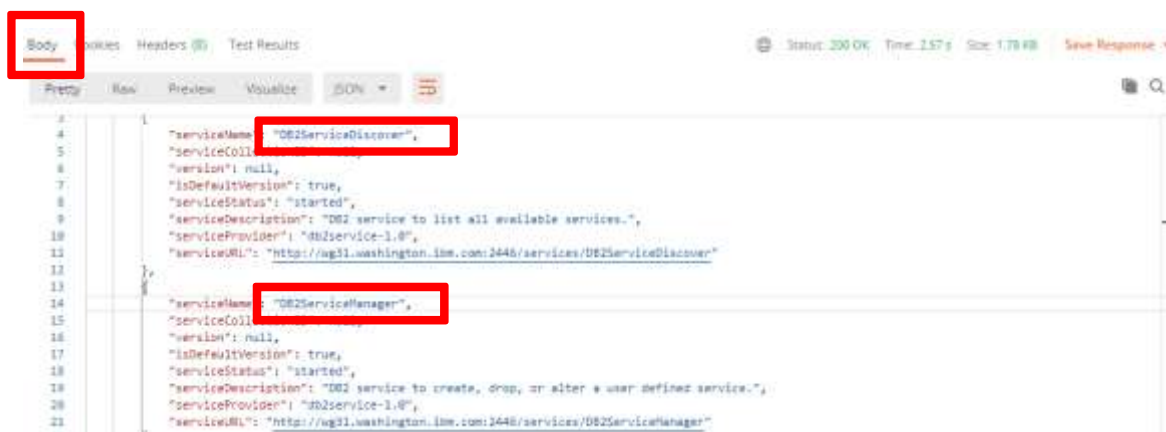 Body Cookies Headers (8) Test Results Status: 200 OK Time: 2.57 s Size: 1.79 KB Save Response
Pretty Raw Preview Visualize JSON
3 {
4 "serviceName": "DB2ServiceDiscover",
5
6 "version": null,
7 "isDefaultVersion": true,
8 "serviceStatus": "started",
9 "serviceDescription": "DB2 service to list all available services.",
10 "serviceProvider": "db2service-1.0",
11 "serviceURL": "http://wg31.washington.ibm.com:2446/services/DB2ServiceDiscover"
12 },
13 {
14 "serviceName": "DB2ServiceManager",
15
16 "version": null,
17 "isDefaultVersion": true,
18 "serviceStatus": "started",
19 "serviceDescription": "DB2 service to create, drop, or alter a user defined service.",
20 "serviceProvider": "db2service-1.0",
21 "serviceURL": "http://wg31.washington.ibm.com:2446/services/DB2ServiceManager"